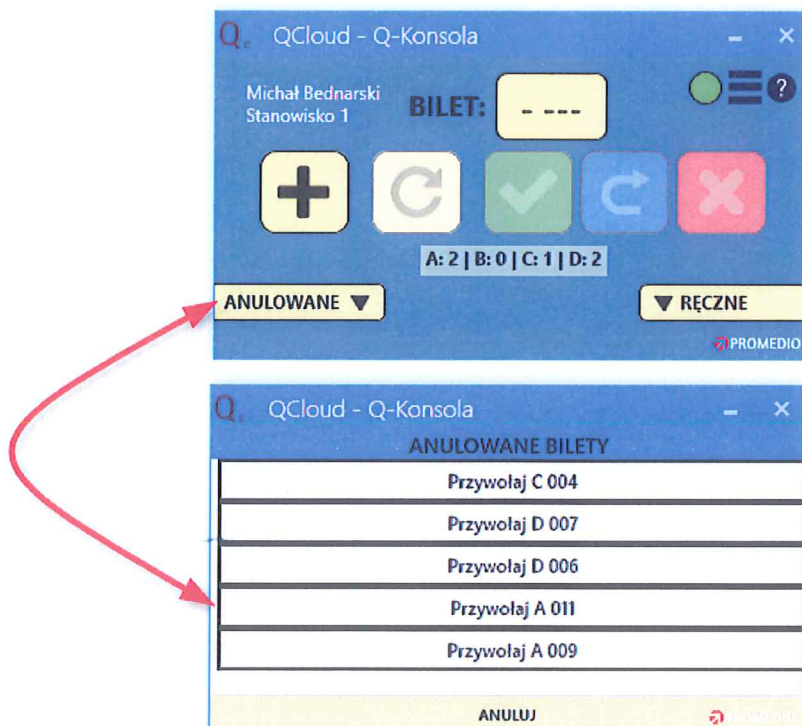 QCloud - Q-Konsola
Michał Bednarski
Stanowisko 1
BILET:
- ---
?
A: 2 | B: 0 | C: 1 | D: 2
ANULOWANE ▼
▼ RĘCZNE
PROMEDIO
QCloud - Q-Konsola
ANULOWANE BILETY
Przywołaj C 004
Przywołaj D 007
Przywołaj D 006
Przywołaj A 011
Przywołaj A 009
ANULUJ
PROMEDIO